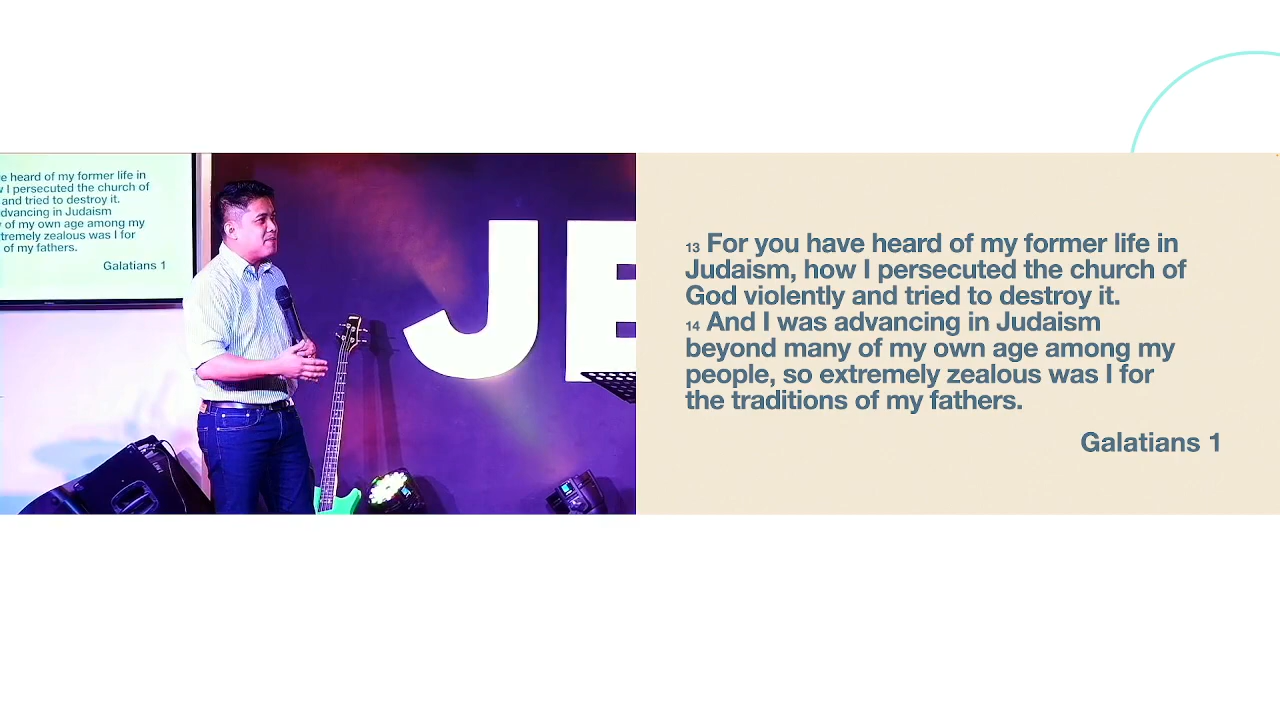 e heard of my former life in
I persecuted the church of
and tried to destroy it.
dvancing in Judaism
of my own age among my
tremely zealous was I for
of my fathers.
Galatians 1
JE
13 For you have heard of my former life in
Judaism, how I persecuted the church of
God violently and tried to destroy it.
14 And I was advancing in Judaism
beyond many of my own age among my
people, so extremely zealous was I for
the traditions of my fathers.
Galatians 1